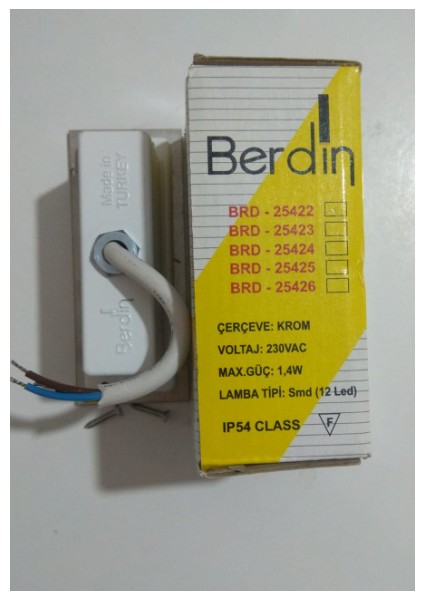 Made in
TURKEY
Berdin
Berdin
BRD - 25422
BRD - 25423
BRD - 25424
BRD - 25425
BRD - 25426
ÇERÇEVE: KROM
VOLTAJ: 230VAC
MAX.GÜÇ: 1,4W
LAMBA TİPİ: Smd (12 Led)
IP54 CLASS F